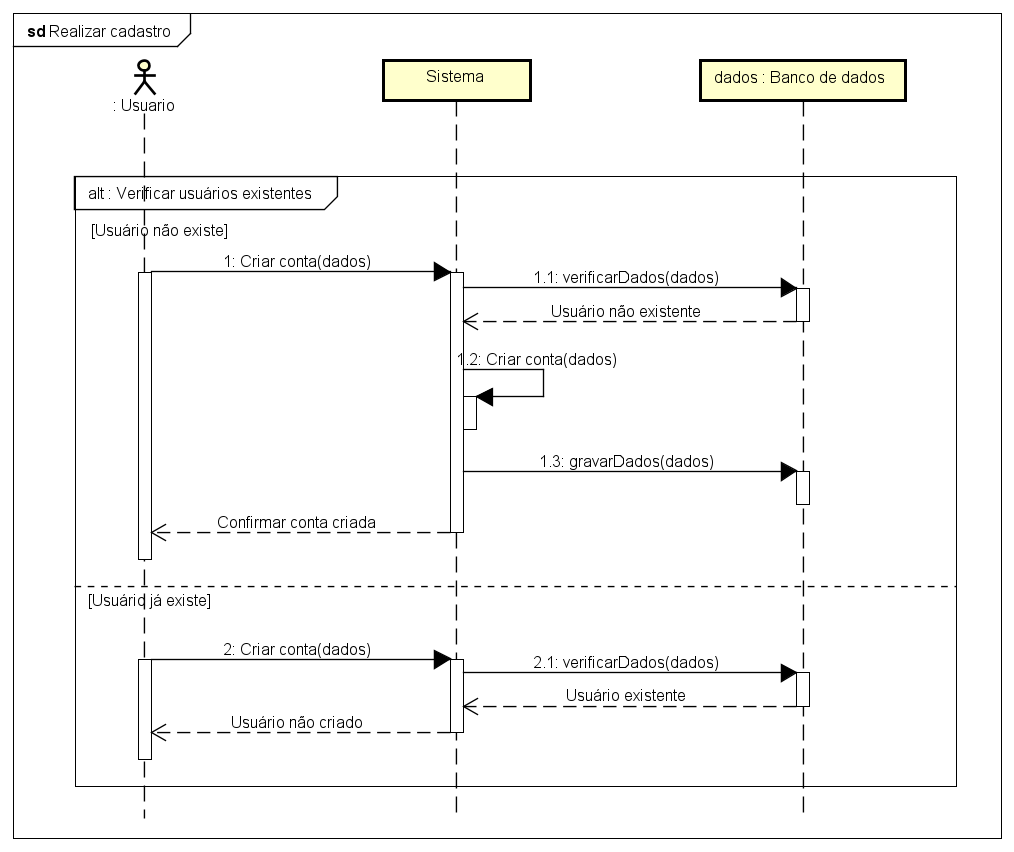 sd Realizar cadastro
: Usuario
Sistema
dados : Banco de dados
alt : Verificar usuários existentes
[Usuário não existe]
1: Criar conta(dados)
1.1: verificarDados(dados)
Usuário não existente
1.2: Criar conta(dados)
1.3: gravarDados(dados)
Confirmar conta criada
[Usuário já existe]
2: Criar conta(dados)
2.1: verificarDados(dados)
Usuário existente
Usuário não criado